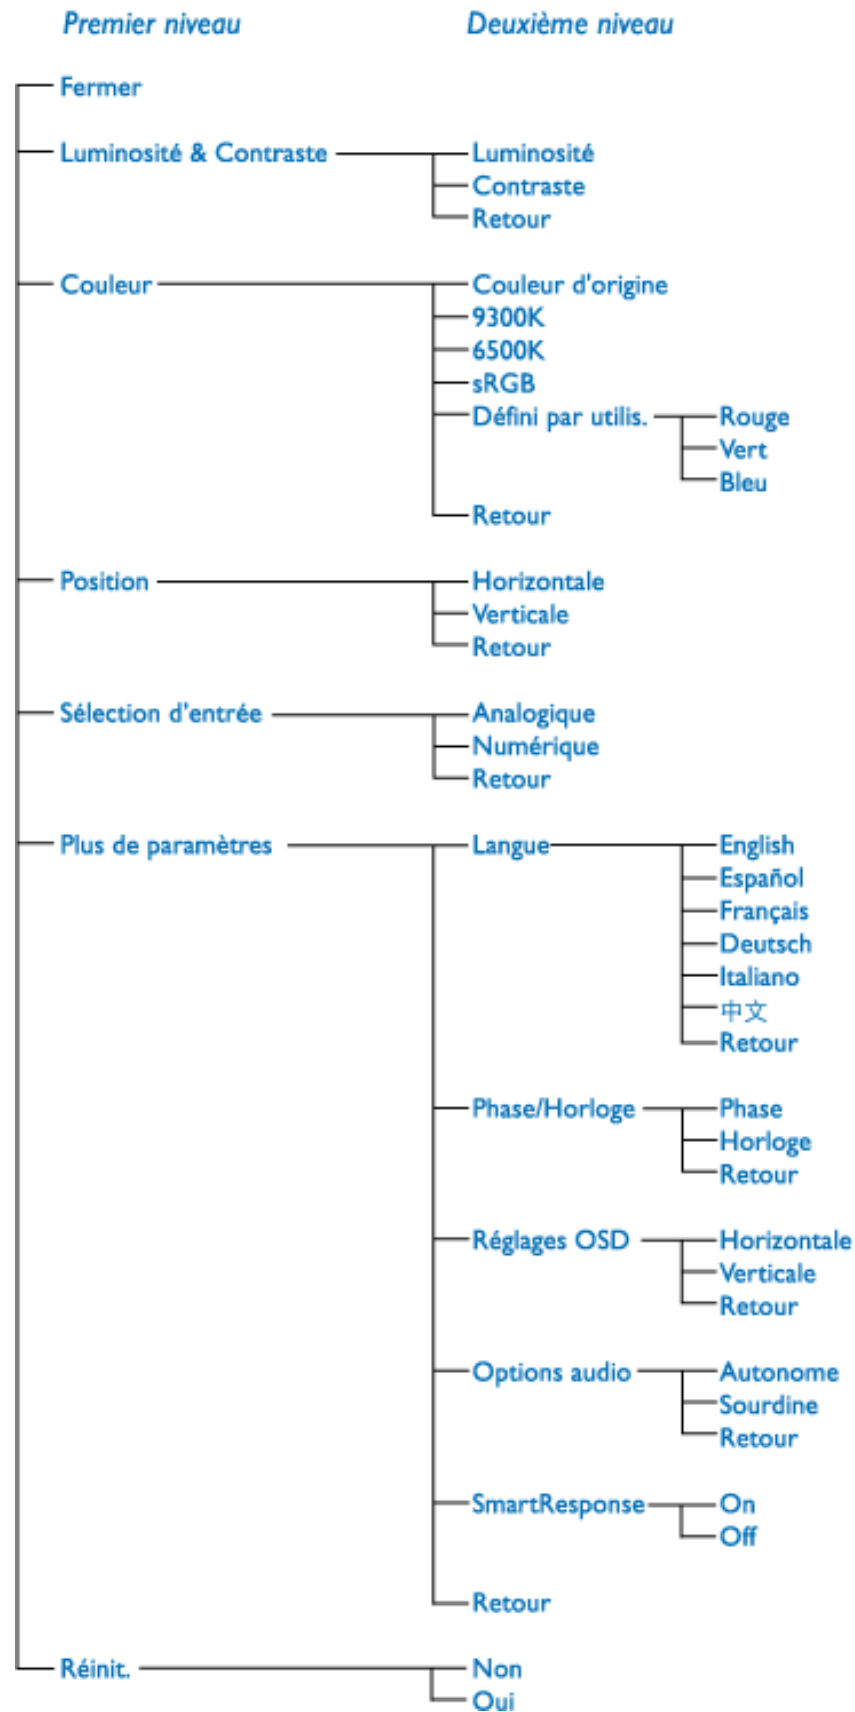 Premier niveau Deuxième niveau
Fermer
Luminosité & Contraste Luminosité
Contraste
Retour
Couleur Couleur d'origine
9300K
6500K
sRGB
Défini par utilis. Rouge
Vert
Bleu
Retour
Position Horizontale
Verticale
Retour
Sélection d'entrée Analogique
Numérique
Retour
Plus de paramètres Langue English
Español
Français
Deutsch
Italiano
中文
Retour
Phase/Horloge Phase
Horloge
Retour
Réglages OSD Horizontale
Verticale
Retour
Options audio Autonome
Sourdine
Retour
SmartResponse On
Off
Retour
Réinit. Non
Oui